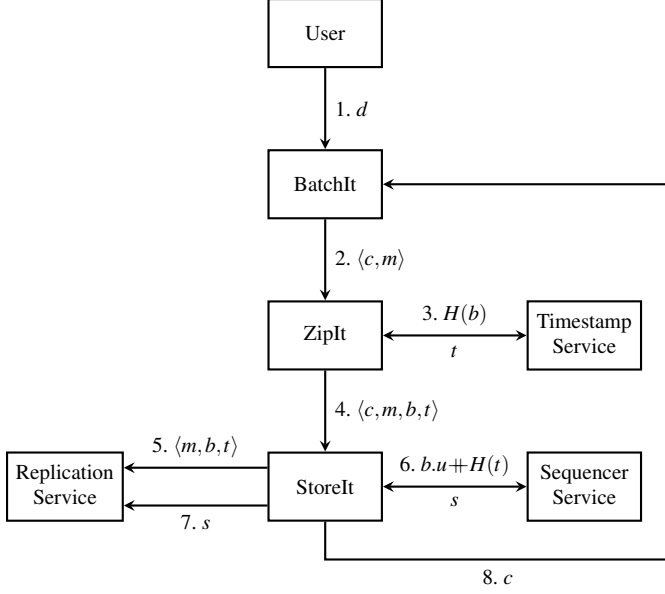 User
1. d
BatchIt
2. ⟨c,m⟩
ZipIt
3. H(b)
t
Timestamp
Service
4. ⟨c,m,b,t⟩
5. ⟨m,b,t⟩
Replication
Service
7. s
StoreIt
6. b.u++H(t)
s
Sequencer
Service
8. c